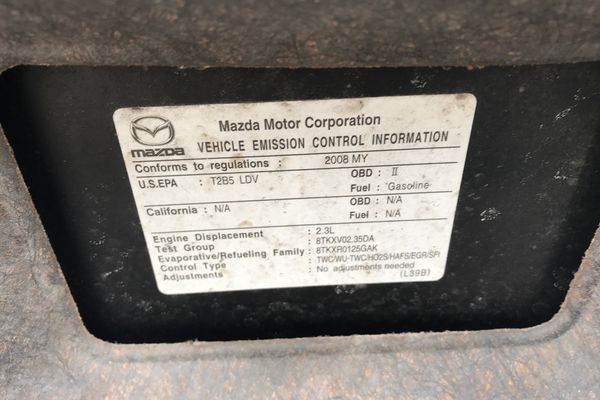 Mazda Motor Corporation
mazda VEHICLE EMISSION CONTROL INFORMATION
Conforms to regulations : 2008 MY
U.S.EPA : T2B5 LDV OBD : II
Fuel : Gasoline
California : N/A OBD : N/A
Fuel : N/A
Engine Displacement : 2.3L
Test Group : 8TKXV02.35DA
Evaporative/Refueling Family : 8TKXR0125GAK
Control Type : TWC/WU-TWC/HO2S/HAFS/EGR/SFI
Adjustments : No adjustments needed
(L39B)